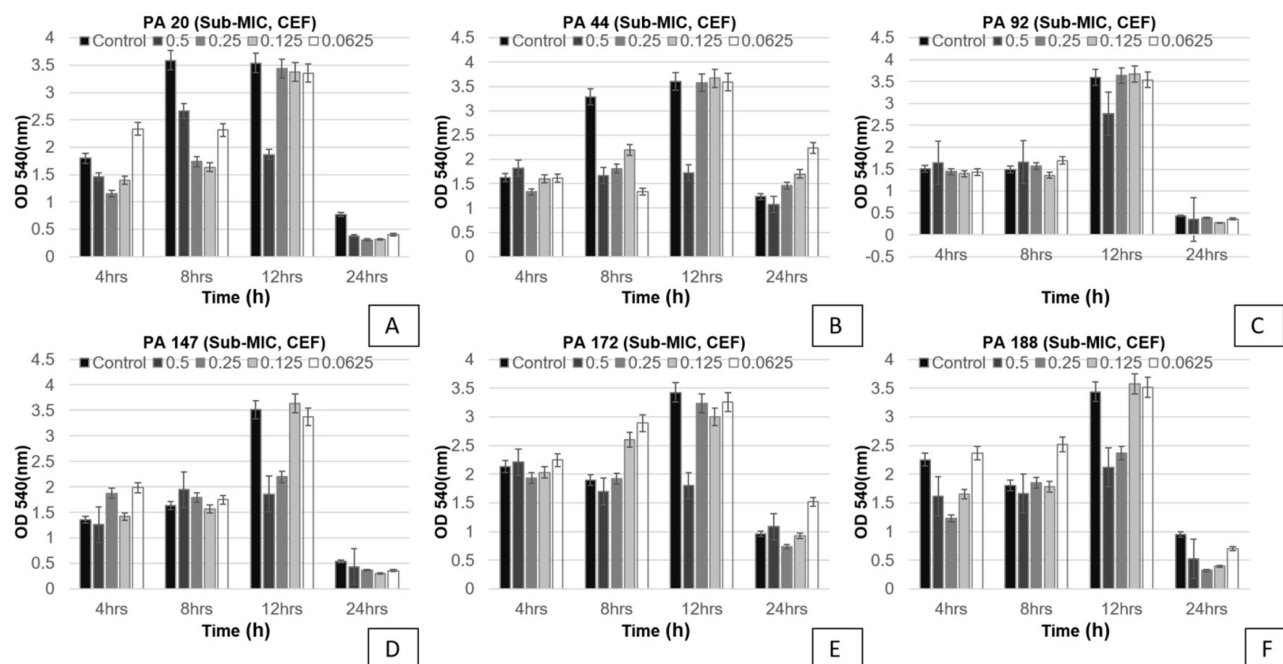 PA 20 (Sub-MIC, CEF)
Control 0.5 0.25 0.125 0.0625
4
3.5
3
2.5
2
1.5
1
0.5
0
OD 540(nm)
4hrs 8hrs 12hrs 24hrs
Time (h)
A
PA 44 (Sub-MIC, CEF)
Control 0.5 0.25 0.125 0.0625
4.5
4
3.5
3
2.5
2
1.5
1
0.5
0
OD 540(nm)
4hrs 8hrs 12hrs 24hrs
Time (h)
B
PA 92 (Sub-MIC, CEF)
Control 0.5 0.25 0.125 0.0625
4.5
4
3.5
3
2.5
2
1.5
1
0.5
0
-0.5
OD 540(nm)
4hrs 8hrs 12hrs 24hrs
Time (h)
C
PA 147 (Sub-MIC, CEF)
Control 0.5 0.25 0.125 0.0625
4.5
4
3.5
3
2.5
2
1.5
1
0.5
0
OD 540(nm)
4hrs 8hrs 12hrs 24hrs
Time (h)
D
PA 172 (Sub-MIC, CEF)
Control 0.5 0.25 0.125 0.0625
4
3.5
3
2.5
2
1.5
1
0.5
0
OD 540(nm)
4hrs 8hrs 12hrs 24hrs
Time (h)
E
PA 188 (Sub-MIC, CEF)
Control 0.5 0.25 0.125 0.0625
4
3.5
3
2.5
2
1.5
1
0.5
0
OD 540(nm)
4hrs 8hrs 12hrs 24hrs
Time (h)
F